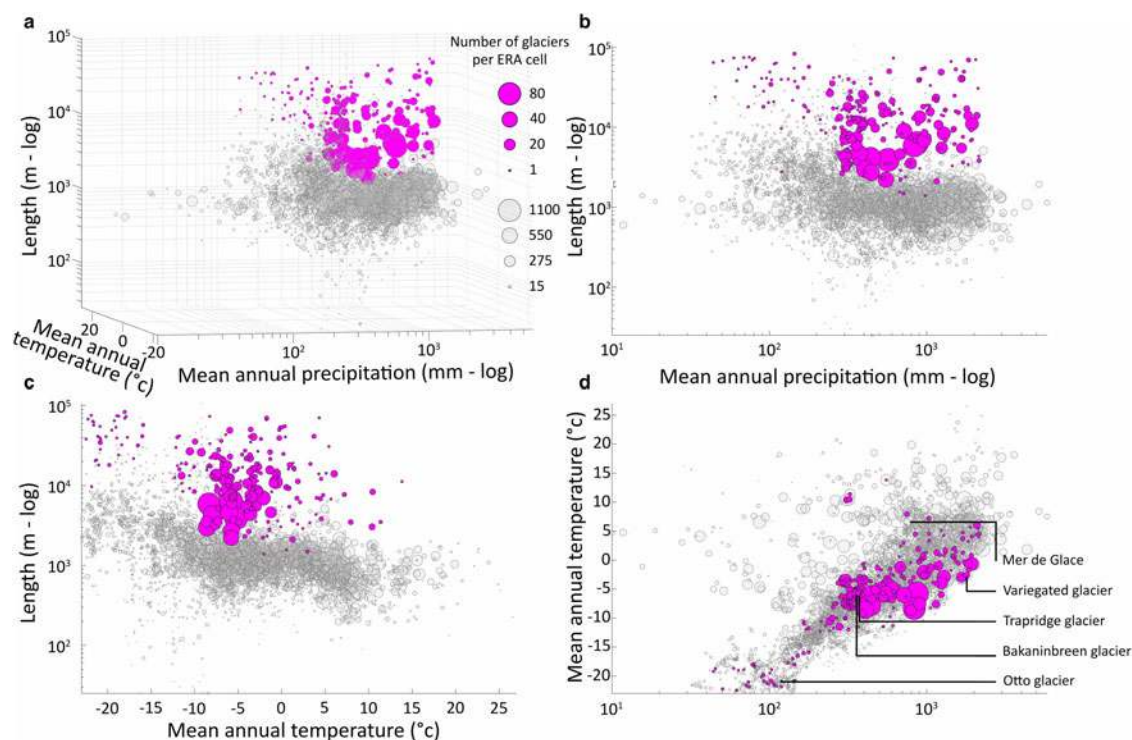 a
10⁵
10⁴
10³
10²
Length (m - log)
20
0
-20
Mean annual
temperature (°c)
10²
10³
Mean annual precipitation (mm - log)
Number of glaciers
per ERA cell
80
40
20
1
1100
550
275
15
b
10⁵
10⁴
10³
10²
Length (m - log)
10¹
10²
10³
Mean annual precipitation (mm - log)
c
10⁵
10⁴
10³
10²
Length (m - log)
-20
-15
-10
-5
0
5
10
15
20
25
Mean annual temperature (°c)
d
25
20
15
10
5
0
-5
-10
-15
-20
Mean annual temperature (°c)
Mer de Glace
Variegated glacier
Trapridge glacier
Bakaninbreen glacier
Otto glacier
10¹
10²
10³